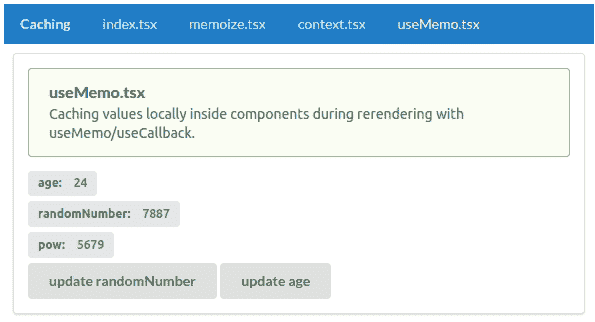 Caching index.tsx memoize.tsx context.tsx useMemo.tsx
useMemo.tsx
Caching values locally inside components during rerendering with
useMemo/useCallback.
age: 24
randomNumber: 7887
pow: 5679
update randomNumber update age